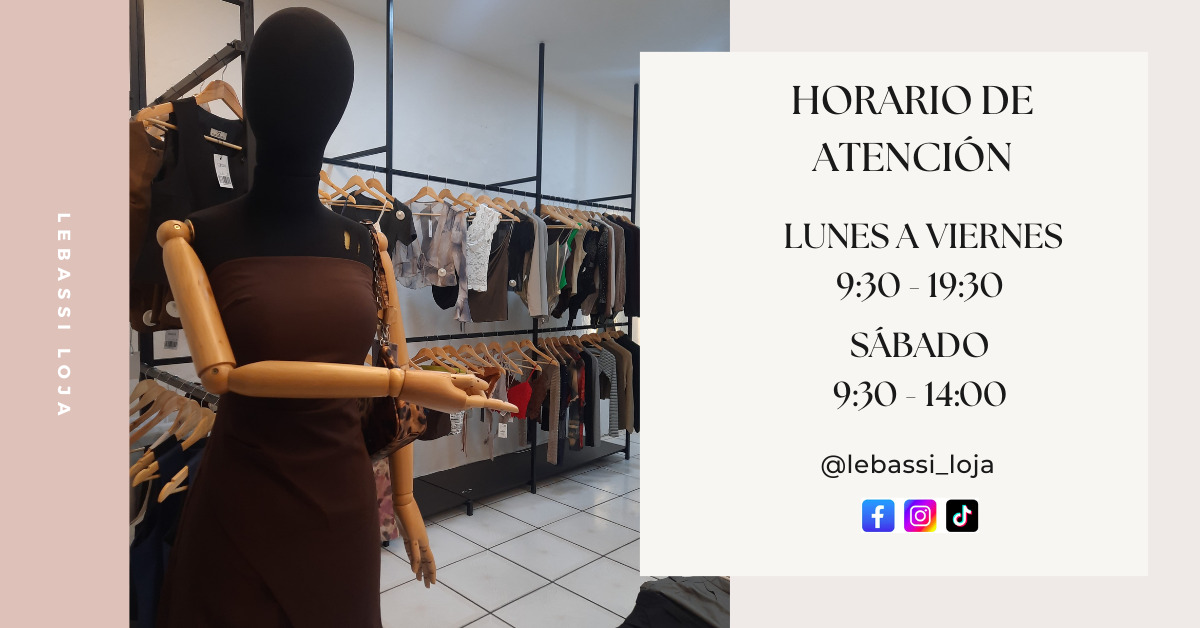 LEBASSI LOJA
HORARIO DE
ATENCIÓN
LUNES A VIERNES
9:30 - 19:30
SÁBADO
9:30 - 14:00
@lebassi_loja